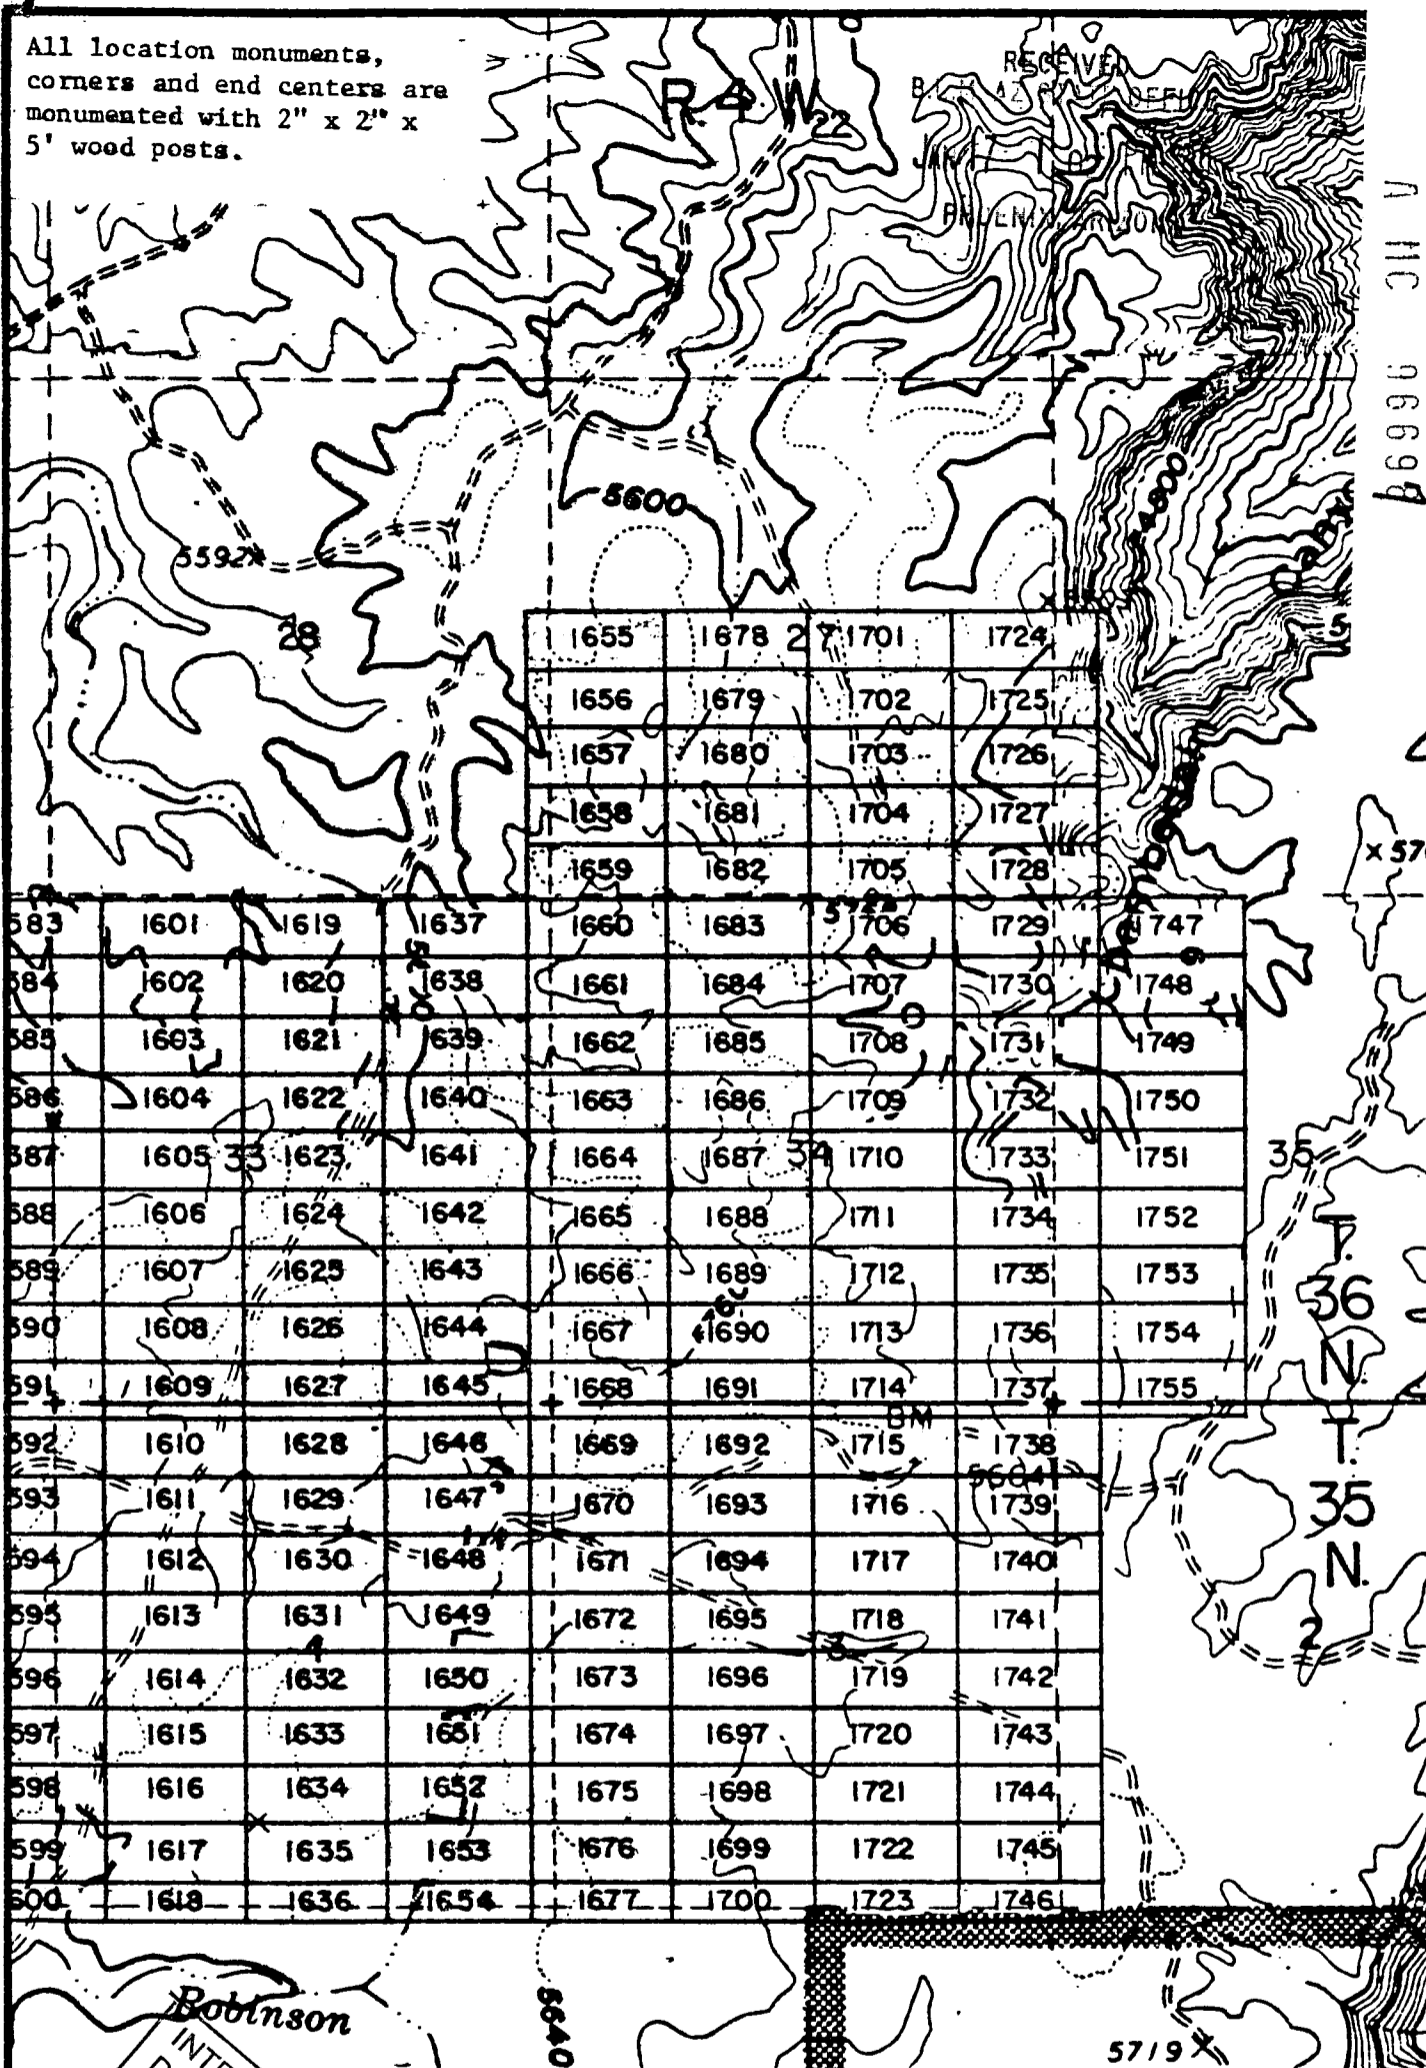 All location monuments,
corners and end centers are
monumented with 2" x 2" x
5' wood posts.
R. 4 W.
22
RECEIVED
PHOENIX, ARIZONA
A MC
5600
4800
5592
28
27
1655 1678 1701 1724
1656 1679 1702 1725
1657 1680 1703 1726
1658 1681 1704 1727
1659 1682 1705 1728
583 1601 1619 1637 1660 1683 1706 1729 1747
584 1602 1620 1638 1661 1684 1707 1730 1748
585 1603 1621 1639 1662 1685 1708 1731 1749
586 1604 1622 1640 1663 1686 1709 1732 1750
587 1605 33 1623 1641 1664 1687 34 1710 1733 1751 35
588 1606 1624 1642 1665 1688 1711 1734 1752
589 1607 1625 1643 1666 1689 1712 1735 1753
590 1608 1626 1644 1667 1690 1713 1736 1754
591 1609 1627 1645 1668 1691 1714 1737 1755
T.
36
N.
BM
592 1610 1628 1646 1669 1692 1715 1738
593 1611 1629 1647 1670 1693 1716 1739
594 1612 1630 1648 1671 1694 1717 1740
595 1613 1631 1649 1672 1695 1718 1741
T.
35
N.
4
3
2
596 1614 1632 1650 1673 1696 1719 1742
597 1615 1633 1651 1674 1697 1720 1743
598 1616 1634 1652 1675 1698 1721 1744
599 1617 1635 1653 1676 1699 1722 1745
600 1618 1636 1654 1677 1700 1723 1746
Robinson
5640
5719